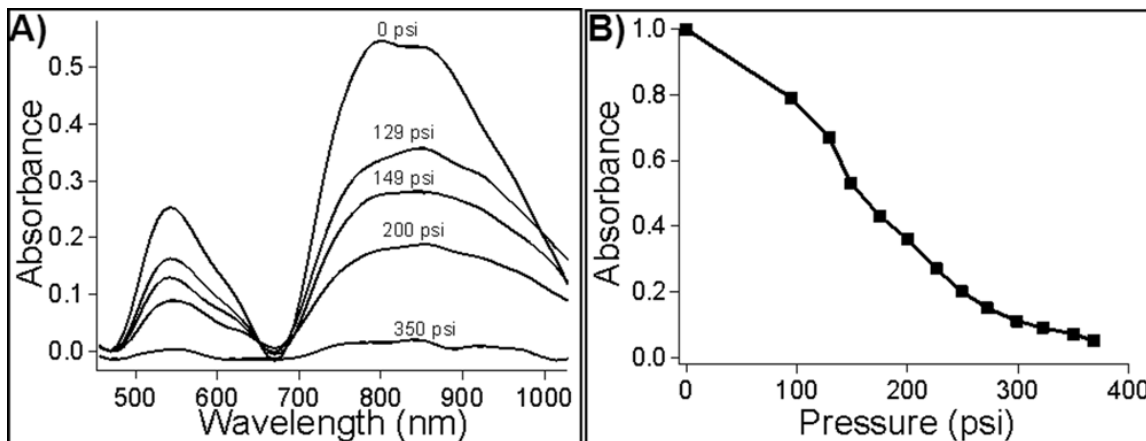 A)
0 psi
129 psi
149 psi
200 psi
350 psi
0.5
0.4
0.3
0.2
0.1
0.0
500 600 700 800 900 1000
Wavelength (nm)
Absorbance
B)
1.0
0.8
0.6
0.4
0.2
0.0
0 100 200 300 400
Pressure (psi)
Absorbance